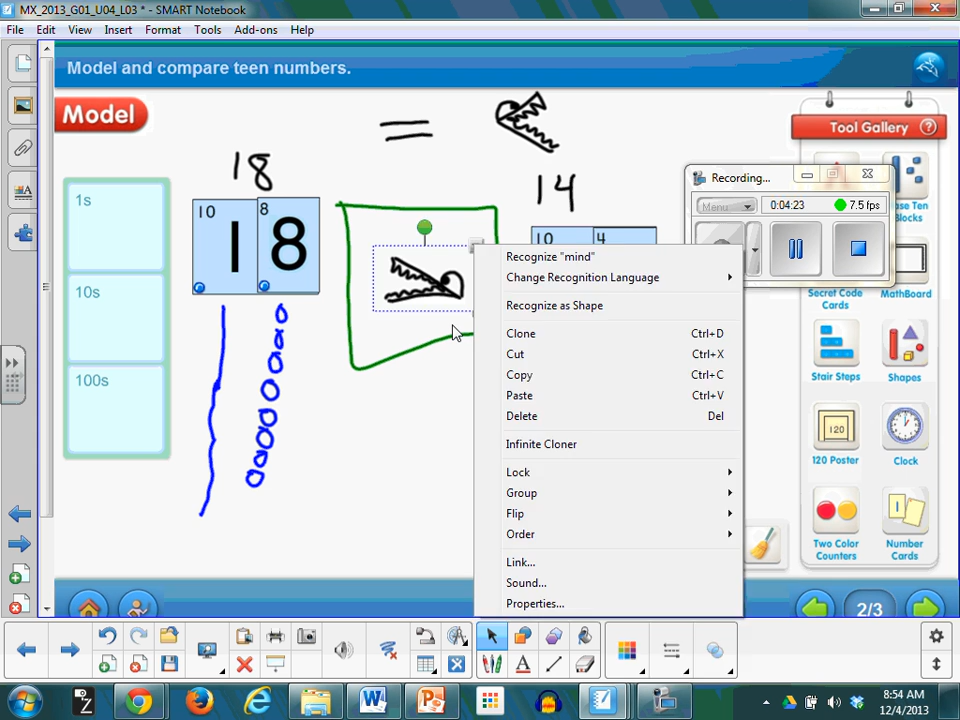 MX_2013_G01_U04_L03 * - SMART Notebook
File Edit View Insert Format Tools Add-ons Help
Model and compare teen numbers.
Model
=
Tool Gallery ?
18
14
1s
10s
100s
10
1
8
8
10
4
Recording...
Menu
0:04:23
7.5 fps
Blocks
Secret Code Cards
MathBoard
Stair Steps
Shapes
120
120 Poster
Clock
Two Color Counters
1
Number Cards
Recognize "mind"
Change Recognition Language
Recognize as Shape
Clone Ctrl+D
Cut Ctrl+X
Copy Ctrl+C
Paste Ctrl+V
Delete Del
Infinite Cloner
Lock
Group
Flip
Order
Link...
Sound...
Properties...
2/3
8:54 AM
12/4/2013